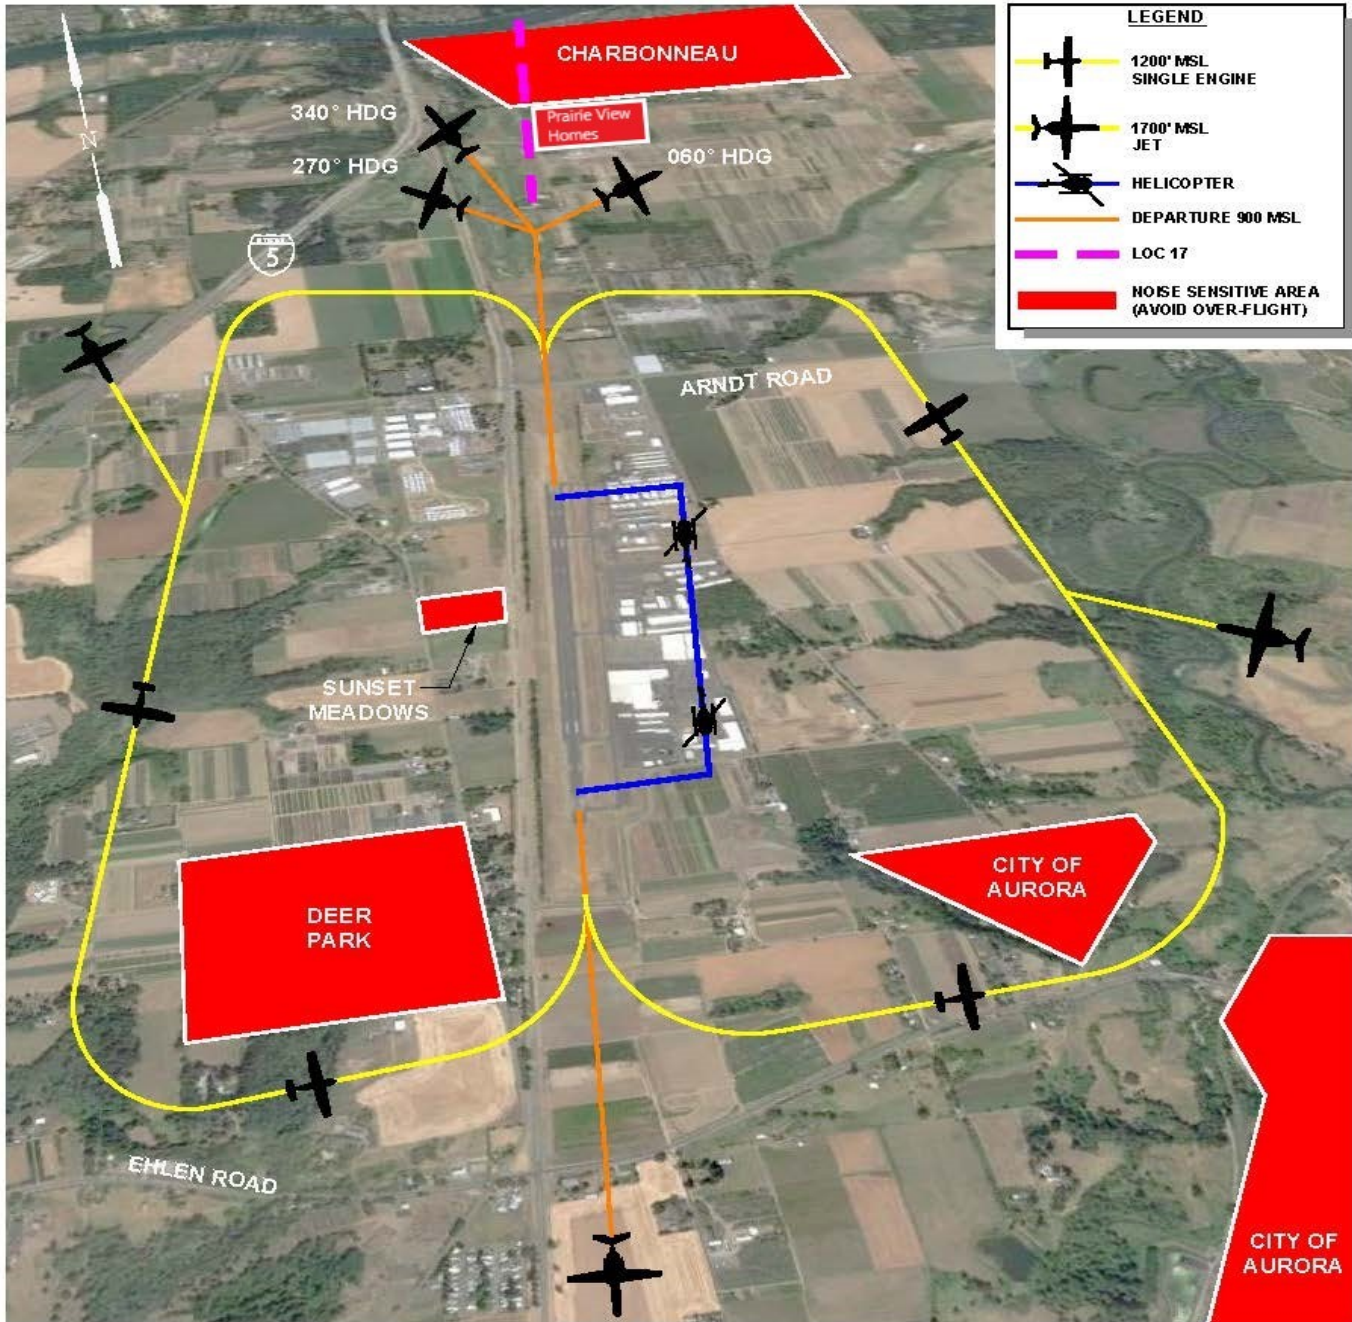 LEGEND
1200' MSL
SINGLE ENGINE
1700' MSL
JET
HELICOPTER
DEPARTURE 900 MSL
LOC 17
NOISE SENSITIVE AREA
(AVOID OVER-FLIGHT)
CHARBONNEAU
340° HDG
Prairie View
Homes
270° HDG
060° HDG
N
5
ARNDT ROAD
SUNSET
MEADOWS
CITY OF
AURORA
DEER
PARK
EHLEN ROAD
CITY OF
AURORA